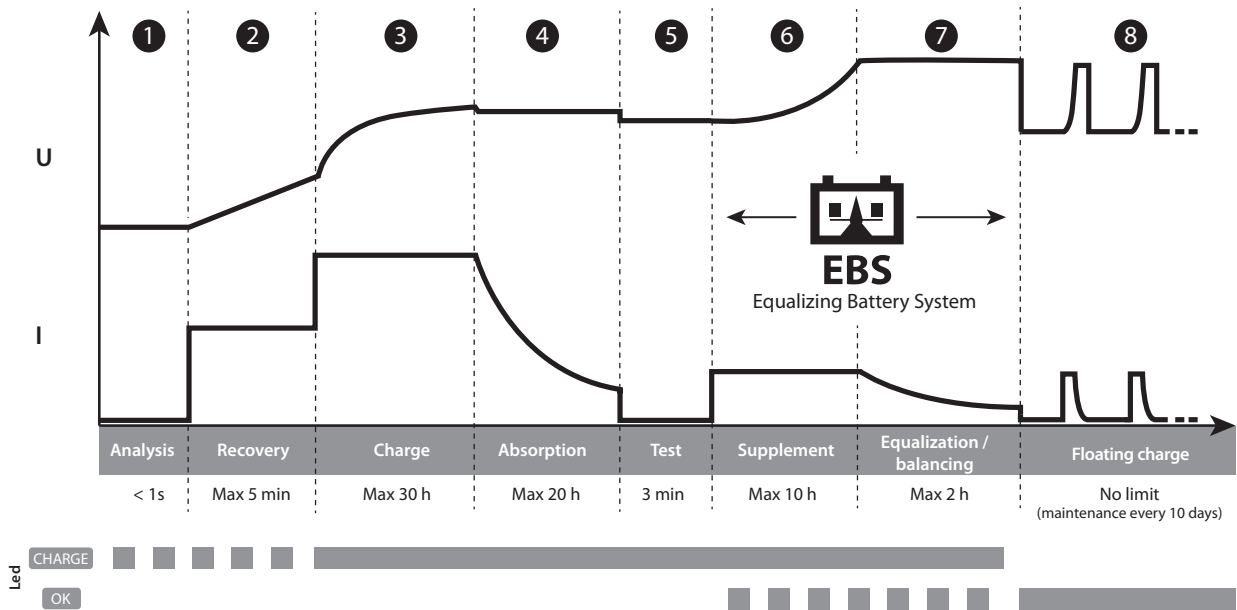 1 2 3 4 5 6 7 8
U
EBS
Equalizing Battery System
I
Analysis Recovery Charge Absorption Test Supplement Equalization / balancing Floating charge
< 1s Max 5 min Max 30 h Max 20 h 3 min Max 10 h Max 2 h No limit
(maintenance every 10 days)
Led
CHARGE
OK